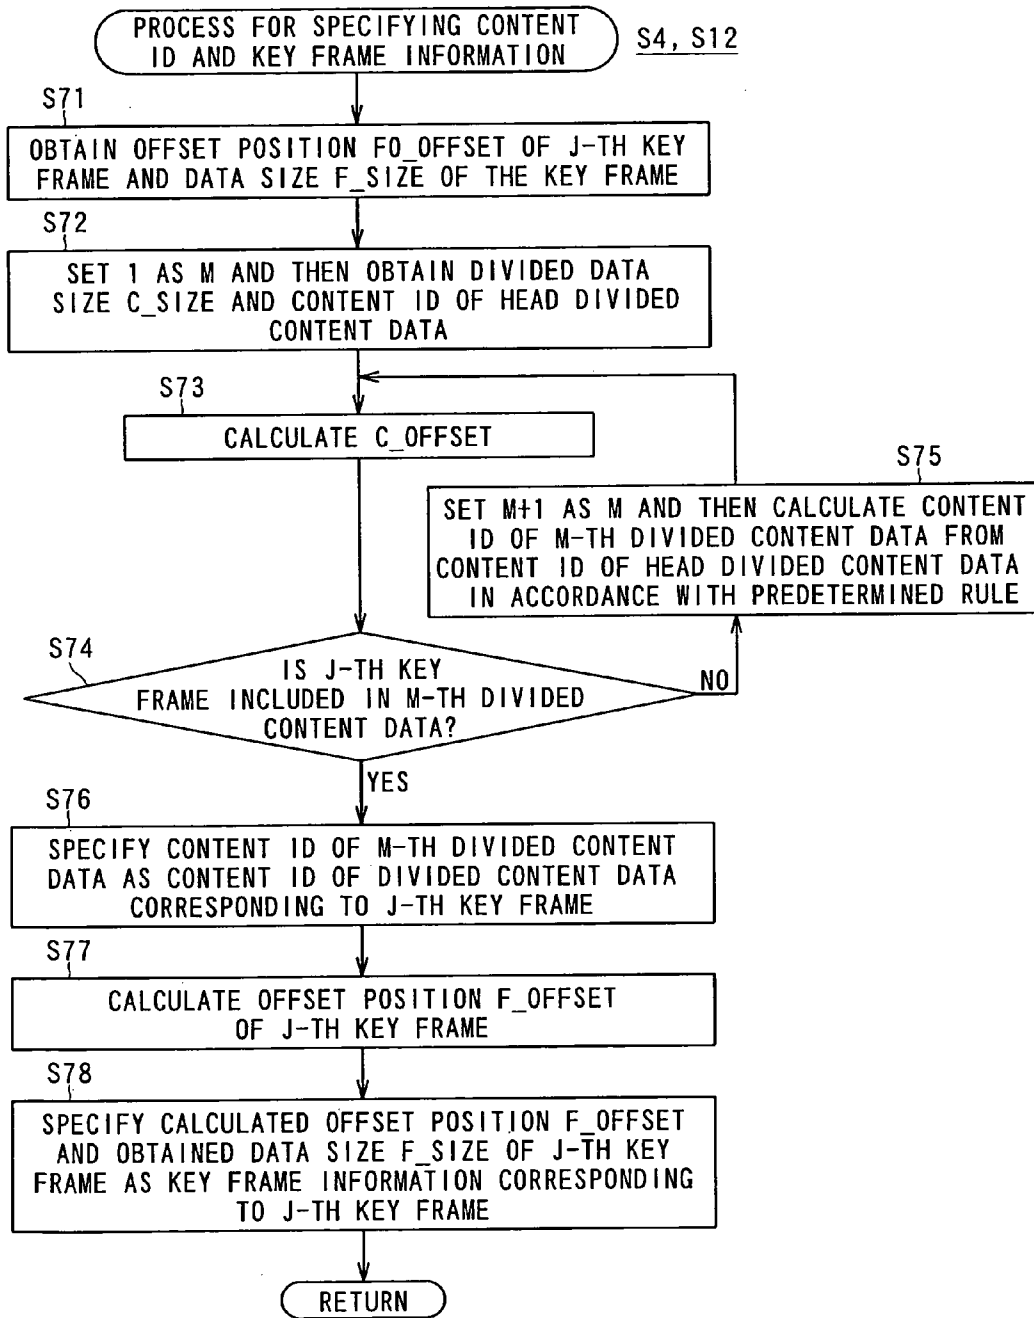 PROCESS FOR SPECIFYING CONTENT
ID AND KEY FRAME INFORMATION
S4, S12
S71
OBTAIN OFFSET POSITION FO_OFFSET OF J-TH KEY
FRAME AND DATA SIZE F_SIZE OF THE KEY FRAME
S72
SET 1 AS M AND THEN OBTAIN DIVIDED DATA
SIZE C_SIZE AND CONTENT ID OF HEAD DIVIDED
CONTENT DATA
S73
CALCULATE C_OFFSET
S75
SET M+1 AS M AND THEN CALCULATE CONTENT
ID OF M-TH DIVIDED CONTENT DATA FROM
CONTENT ID OF HEAD DIVIDED CONTENT DATA
IN ACCORDANCE WITH PREDETERMINED RULE
S74
IS J-TH KEY
FRAME INCLUDED IN M-TH DIVIDED
CONTENT DATA?
NO
YES
S76
SPECIFY CONTENT ID OF M-TH DIVIDED CONTENT
DATA AS CONTENT ID OF DIVIDED CONTENT DATA
CORRESPONDING TO J-TH KEY FRAME
S77
CALCULATE OFFSET POSITION F_OFFSET
OF J-TH KEY FRAME
S78
SPECIFY CALCULATED OFFSET POSITION F_OFFSET
AND OBTAINED DATA SIZE F_SIZE OF J-TH KEY
FRAME AS KEY FRAME INFORMATION CORRESPONDING
TO J-TH KEY FRAME
RETURN